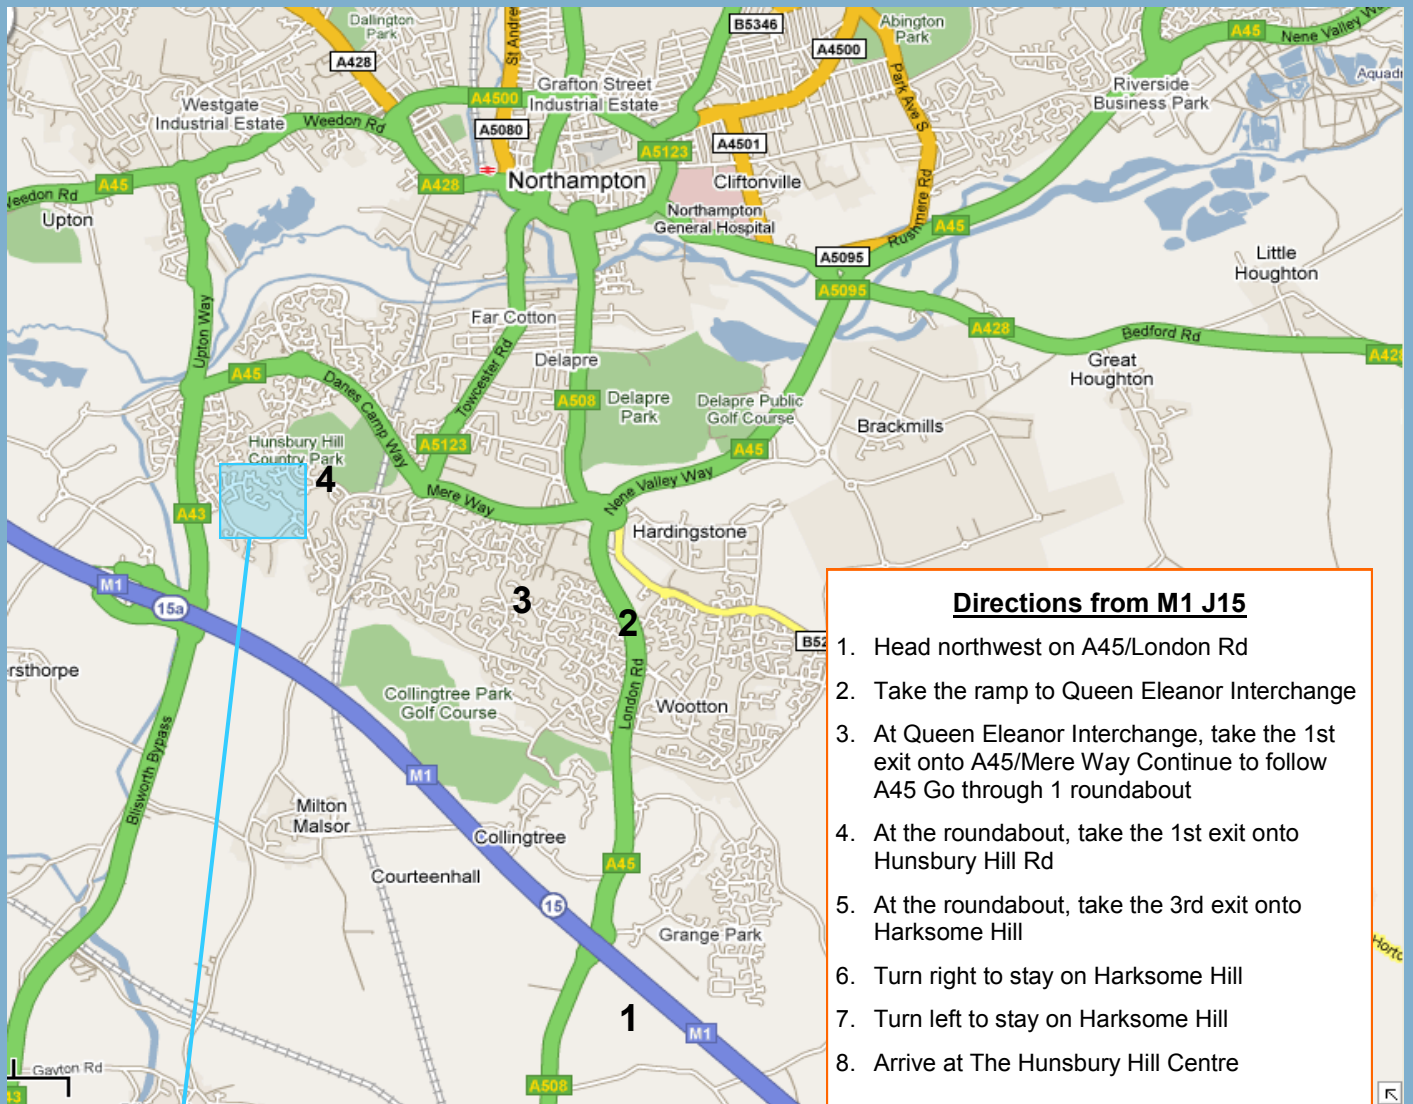 Dallington
Park
A428
St Andre
B5346
Abington
Park
A4500
A45
Nene Valley Wa
Westgate
Industrial Estate
Weedon Rd
A4500
Grafton Street
Industrial Estate
A5080
Park Ave S
Riverside
Business Park
Aquadr
A5123
A4501
Weedon Rd
A45
Upton
A428
Northampton
Cliftonville
Northampton
General Hospital
Rushmere Rd
A45
A5095
A5095
Little
Houghton
Upton Way
Far Cotton
A428
Bedford Rd
A428
Great
Houghton
A45
Danes Camp Way
Towcester Rd
Delapre
A508
Delapre
Park
Delapre Public
Golf Course
Brackmills
Hunsbury Hill
Country Park
4
A5123
A45
Mere Way
Nene Valley Way
A43
Hardingstone
M1
15a
3
2
B52
ersthorpe
London Rd
Collingtree Park
Golf Course
Wootton
Blisworth Bypass
M1
Milton
Malsor
Collingtree
Courteenhall
A45
15
Grange Park
1
M1
Gayton Rd
43
A508
Horto
Directions from M1 J15
1. Head northwest on A45/London Rd
2. Take the ramp to Queen Eleanor Interchange
3. At Queen Eleanor Interchange, take the 1st
exit onto A45/Mere Way Continue to follow
A45 Go through 1 roundabout
4. At the roundabout, take the 1st exit onto
Hunsbury Hill Rd
5. At the roundabout, take the 3rd exit onto
Harksome Hill
6. Turn right to stay on Harksome Hill
7. Turn left to stay on Harksome Hill
8. Arrive at The Hunsbury Hill Centre